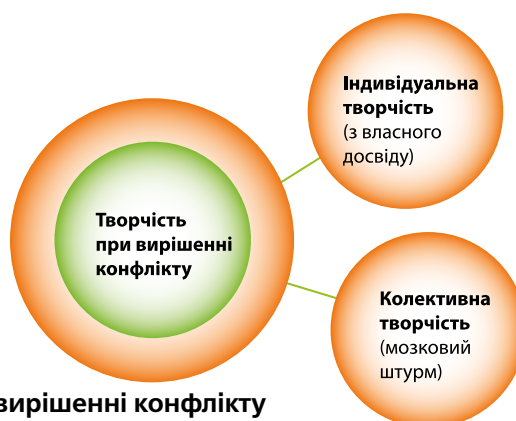 Індивідуальна
творчість
(з власного
досвіду)
Творчість
при вирішенні
конфлікту
Колективна
творчість
(мозковий
штурм)
вирішенні конфлікту